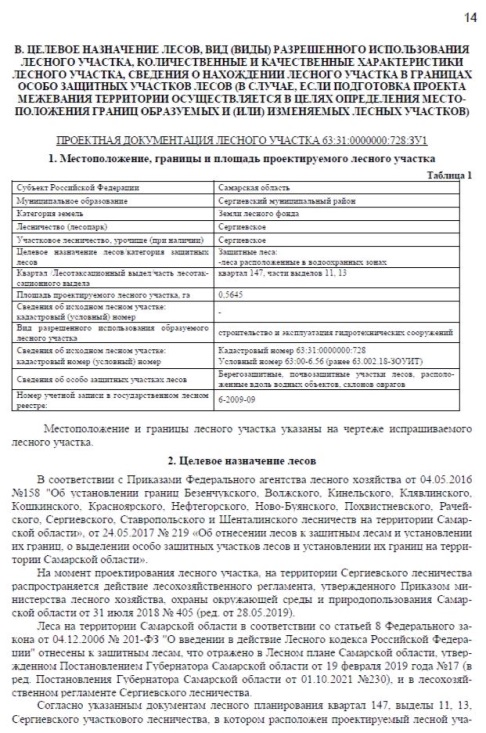 14
В. ЦЕЛЕВОЕ НАЗНАЧЕНИЕ ЛЕСОВ, ВИД (ВИДЫ) РАЗРЕШЕННОГО ИСПОЛЬЗОВАНИЯ
ЛЕСНОГО УЧАСТКА, КОЛИЧЕСТВЕННЫЕ И КАЧЕСТВЕННЫЕ ХАРАКТЕРИСТИКИ
ЛЕСНОГО УЧАСТКА, СВЕДЕНИЯ О НАХОЖДЕНИИ ЛЕСНОГО УЧАСТКА В ГРАНИЦАХ
ОСОБО ЗАЩИТНЫХ УЧАСТКОВ ЛЕСОВ (В СЛУЧАЕ, ЕСЛИ ПОДГОТОВКА ПРОЕКТА
МЕЖЕВАНИЯ ТЕРРИТОРИИ ОСУЩЕСТВЛЯЕТСЯ В ЦЕЛЯХ ОПРЕДЕЛЕНИЯ МЕСТО-
ПОЛОЖЕНИЯ ГРАНИЦ ОБРАЗУЕМЫХ И (ИЛИ) ИЗМЕНЯЕМЫХ ЛЕСНЫХ УЧАСТКОВ)
ПРОЕКТНАЯ ДОКУМЕНТАЦИЯ ЛЕСНОГО УЧАСТКА 63:31:0000000:728:ЗУ1
1. Местоположение, границы и площадь проектируемого лесного участка
Таблица 1
Субъект Российской Федерации Самарская область
Муниципальное образование Сергиевский муниципальный район
Категория земель Земли лесного фонда
Лесничество (лесопарк) Сергиевское
Участковое лесничество, урочище (при наличии) Сергиевское
Целевое назначение лесов/категория защитных Защитные леса:
лесов -леса расположенные в водоохранных зонах
Квартал /Лесотаксационный выдел/часть лесотак- квартал 147, части выделов 11, 13
сационного выдела
Площадь проектируемого лесного участка, га 0,5645
Сведения об исходном лесном участке: -
кадастровый (условный) номер
Вид разрешенного использования образуемого строительство и эксплуатация гидротехнических сооружений
лесного участка
Сведения об исходном лесном участке: Кадастровый номер 63:31:0000000:728
кадастровый номер (условный) номер Условный номер 63:00-6.56 (ранее 63.002.18-ЗОУИТ)
Сведения об особо защитных участках лесов Берегозащитные, почвозащитные участки лесов, располо-
женные вдоль водных объектов, склонов оврагов
Номер учетной записи в государственном лесном 6-2009-09
реестре:
Местоположение и границы лесного участка указаны на чертеже испрашиваемого
лесного участка.
2. Целевое назначение лесов
В соответствии с Приказами Федерального агентства лесного хозяйства от 04.05.2016
№158 "Об установлении границ Безенчукского, Волжского, Кинельского, Клявлинского,
Кошкинского, Красноярского, Нефтегорского, Ново-Буянского, Похвистневского, Рачей-
ского, Сергиевского, Ставропольского и Шенталинского лесничеств на территории Самар-
ской области», от 24.05.2017 № 219 «Об отнесении лесов к защитным лесам и установлении
их границ, о выделении особо защитных участков лесов и установлении их границ на терри-
тории Самарской области».
На момент проектирования лесного участка, на территории Сергиевского лесничества
распространяется действие лесохозяйственного регламента, утвержденного Приказом ми-
нистерства лесного хозяйства, охраны окружающей среды и природопользования Самар-
ской области от 31 июля 2018 № 405 (ред. от 28.05.2019).
Леса на территории Самарской области в соответствии со статьей 8 Федерального за-
кона от 04.12.2006 № 201-ФЗ "О введении в действие Лесного кодекса Российской Федера-
ции" отнесены к защитным лесам, что отражено в Лесном плане Самарской области, утвер-
жденном Постановлением Губернатора Самарской области от 19 февраля 2019 года №17 (в
ред. Постановления Губернатора Самарской области от 01.10.2021 №230), и в лесохозяй-
ственном регламенте Сергиевского лесничества.
Согласно указанным документам лесного планирования квартал 147, выделы 11, 13,
Сергиевского участкового лесничества, в котором расположен проектируемый лесной уча-